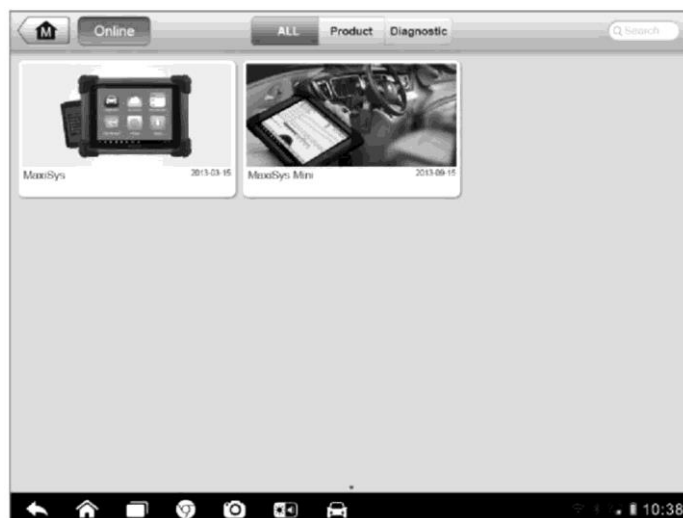 M
Online
ALL
Product
Diagnostic
Search
MaxiSys
2013-03-15
MaxiSys Mini
2013-09-15
10:38